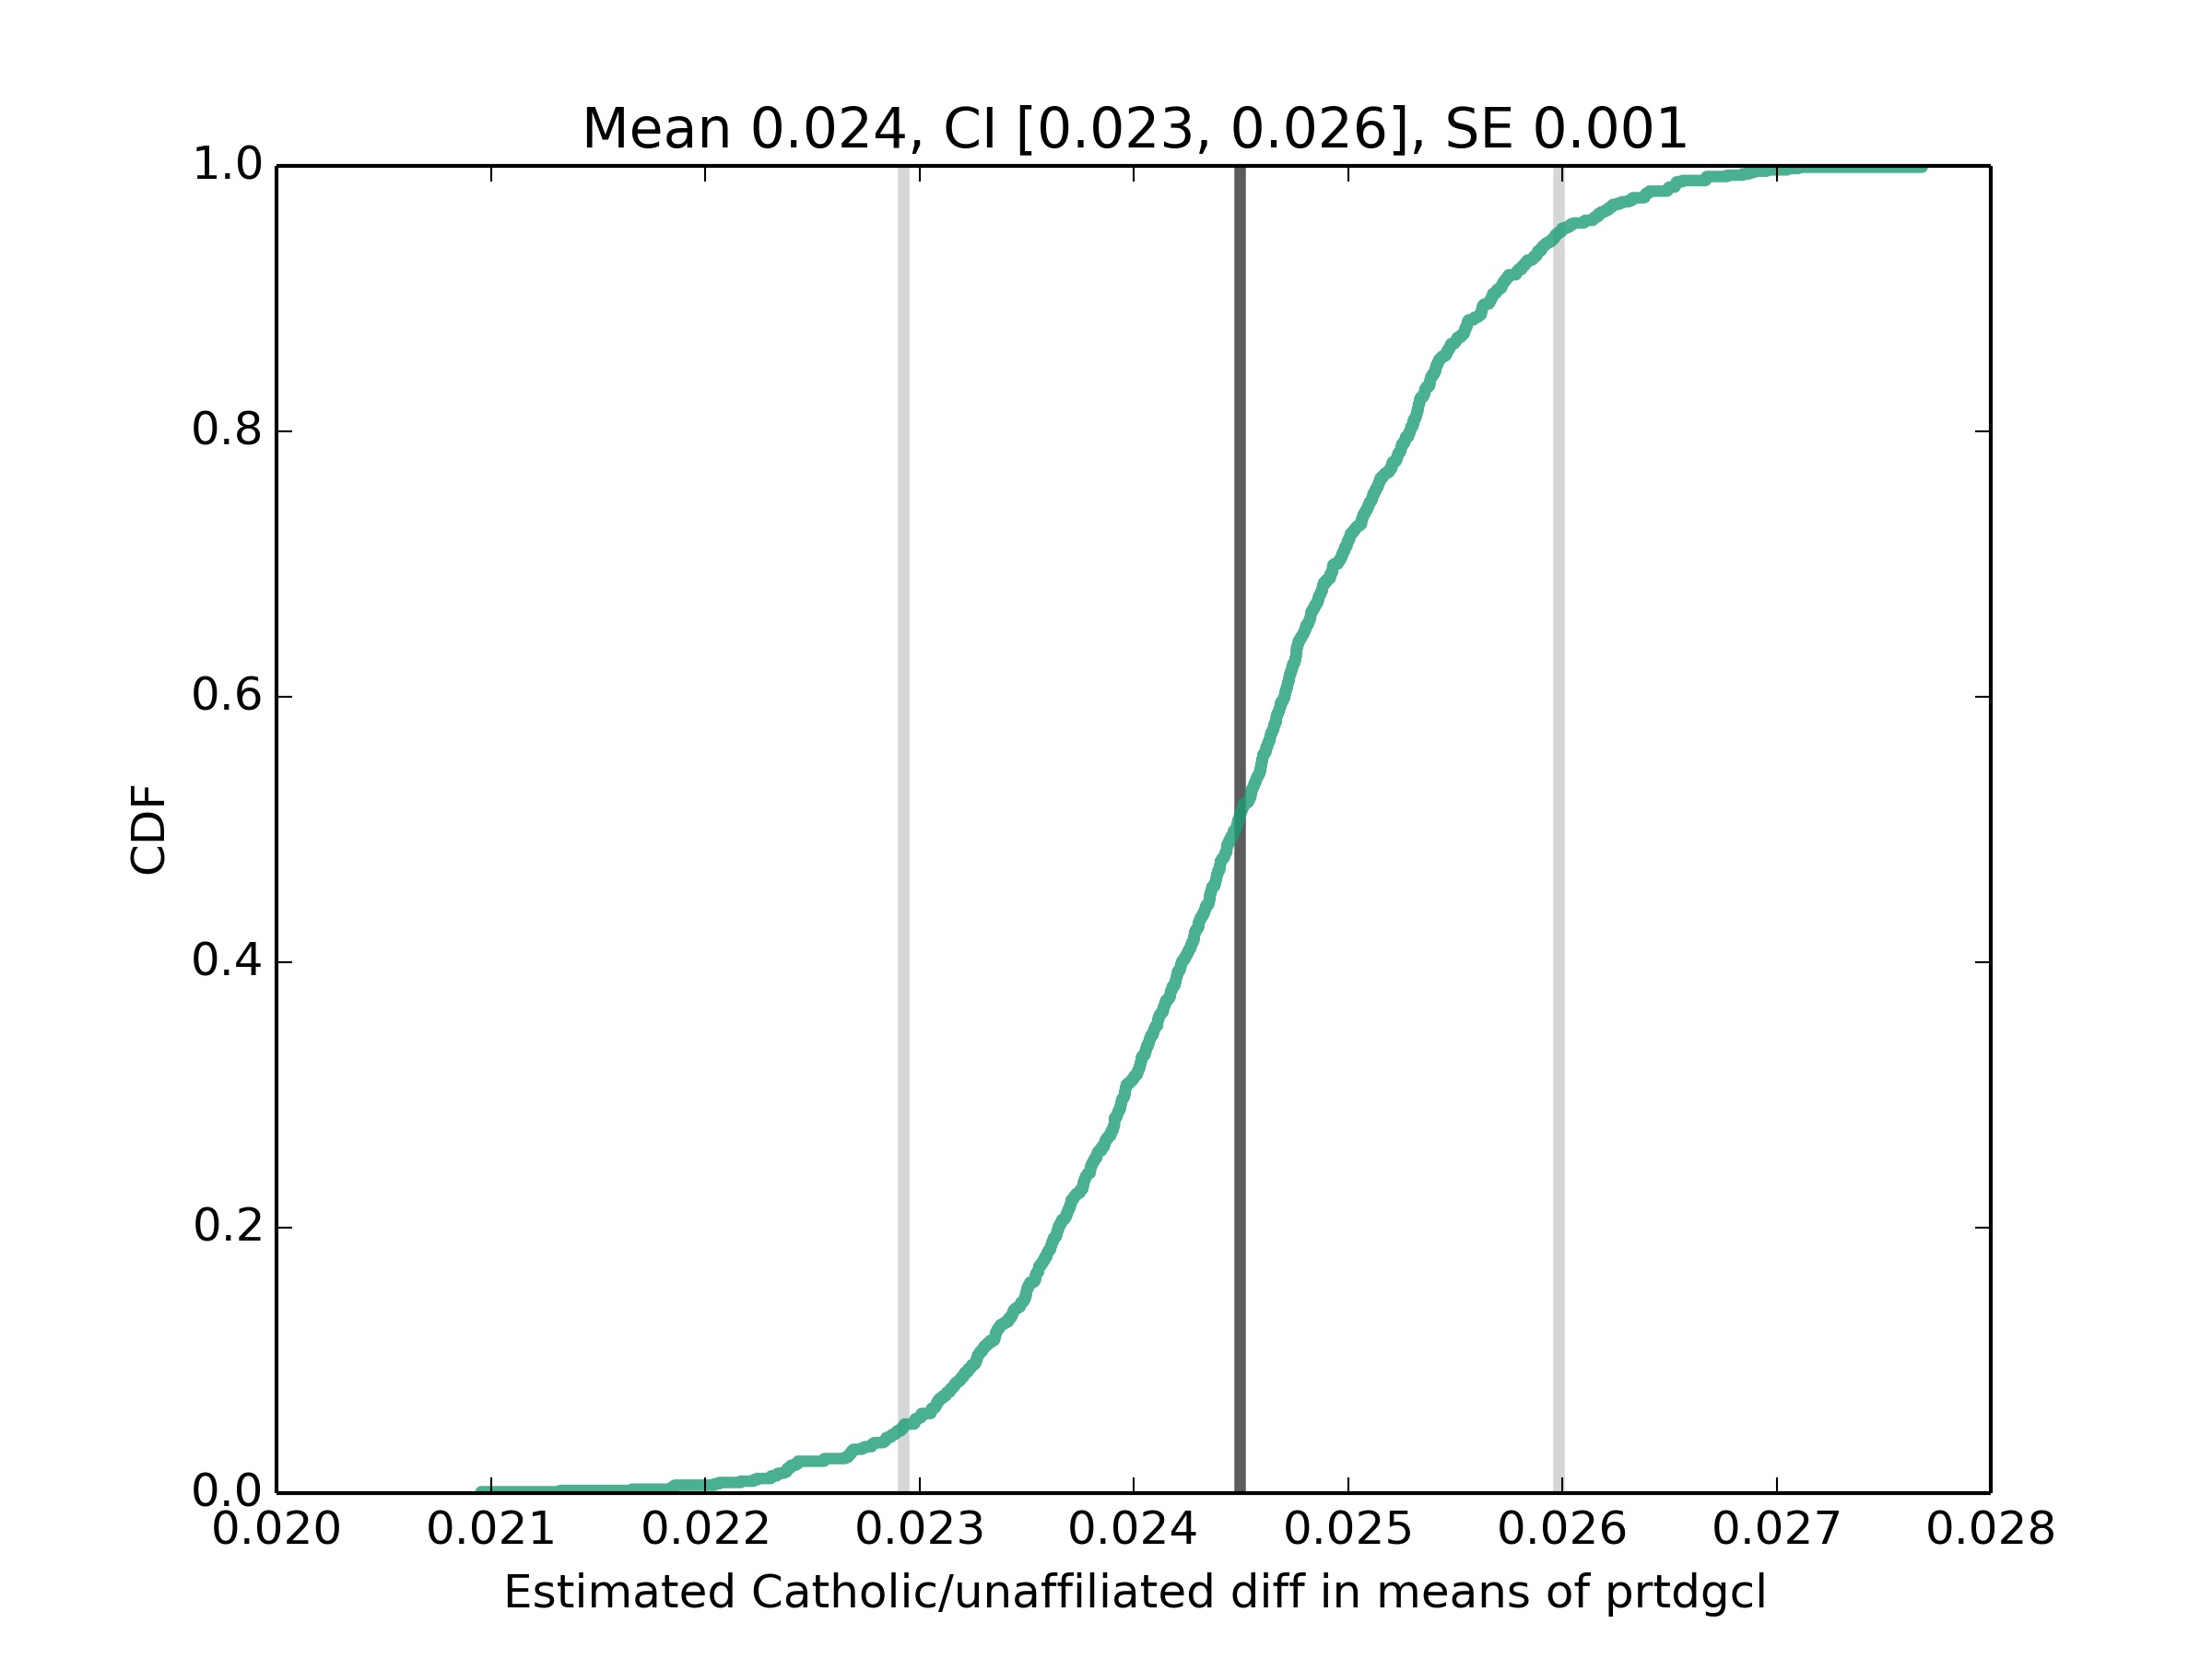 Mean 0.024, CI [0.023, 0.026], SE 0.001
1.0
0.8
0.6
0.4
0.2
0.0
CDF
0.020 0.021 0.022 0.023 0.024 0.025 0.026 0.027 0.028
Estimated Catholic/unaffiliated diff in means of prtdgcl